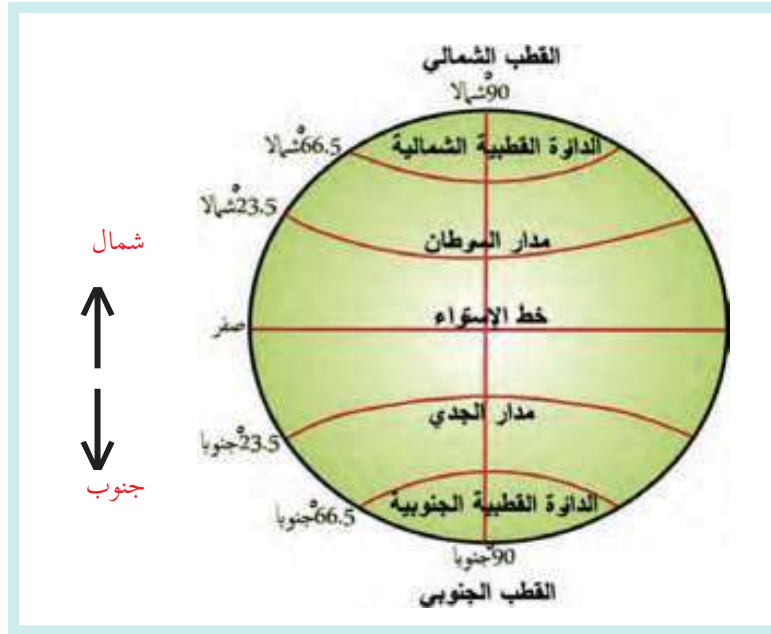 القطب الشمالي
90°شمالا
الدائرة القطبية الشمالية
66.5°شمالا
23.5°شمالا
مدار السرطان
شمال
خط الإستواء
صفر
مدار الجدي
23.5°جنوبا
جنوب
الدائرة القطبية الجنوبية
66.5°جنوبا
90°جنوبا
القطب الجنوبي